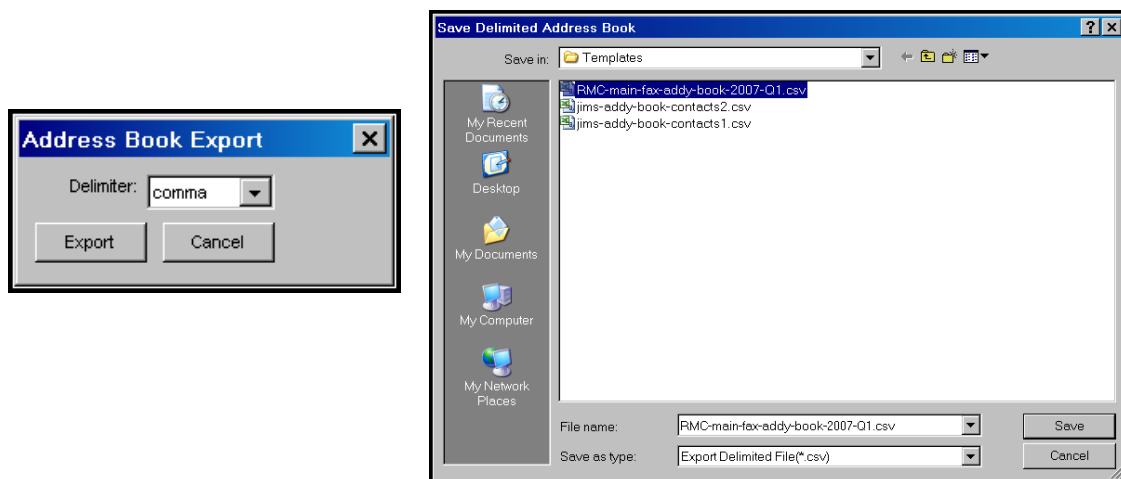 Address Book Export
Delimiter: comma
Export Cancel
Save Delimited Address Book
Save in: Templates
RMC-main-fax-addy-book-2007-Q1.csv
jims-addy-book-contacts2.csv
jims-addy-book-contacts1.csv
My Recent
Documents
Desktop
My Documents
My Computer
My Network
Places
File name: RMC-main-fax-addy-book-2007-Q1.csv Save
Save as type: Export Delimited File(*.csv) Cancel